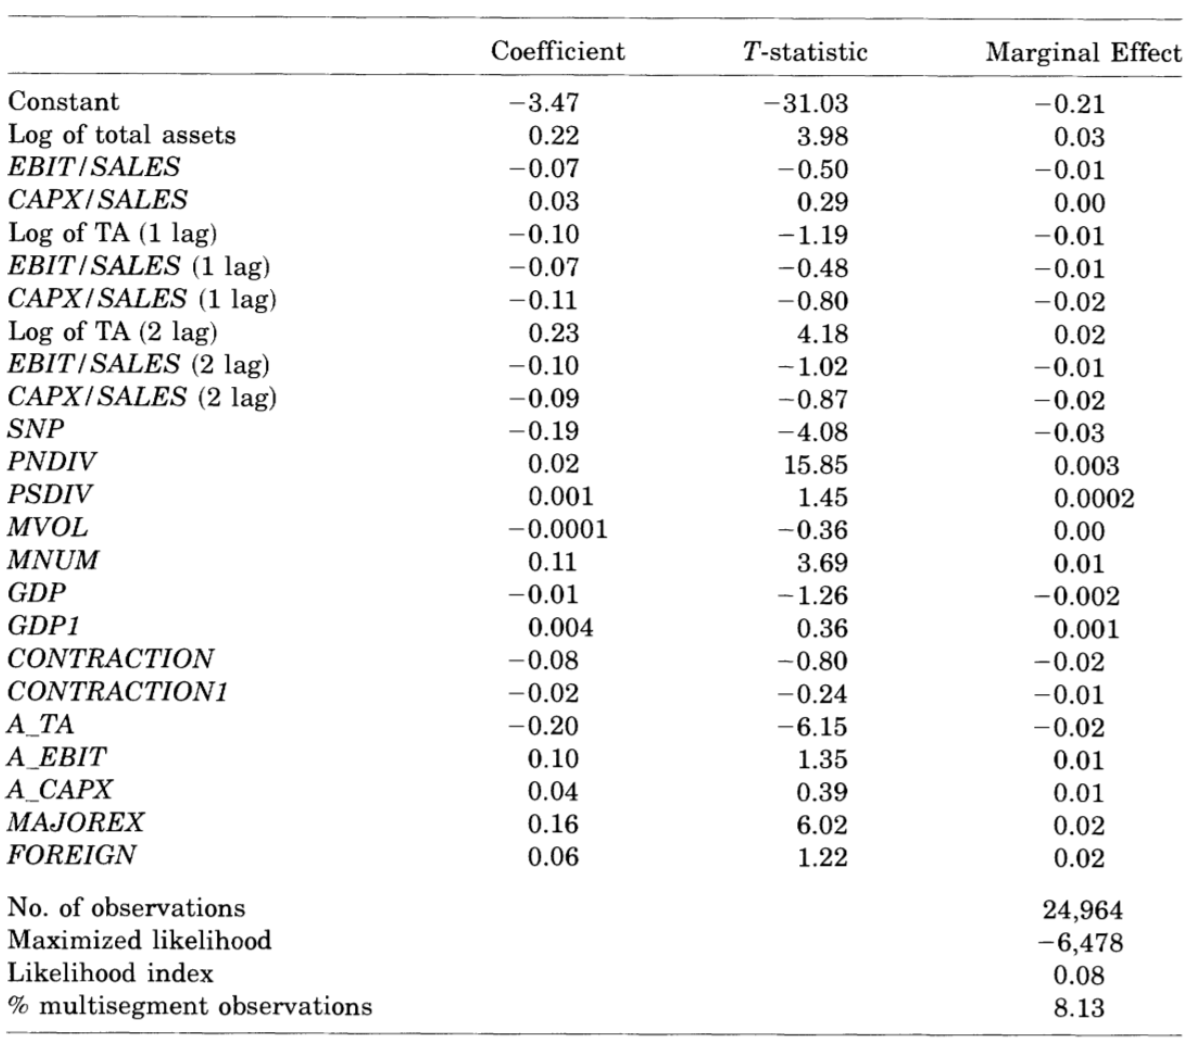 Coefficient T-statistic Marginal Effect
Constant −3.47 −31.03 −0.21
Log of total assets 0.22 3.98 0.03
EBIT/SALES −0.07 −0.50 −0.01
CAPX/SALES 0.03 0.29 0.00
Log of TA (1 lag) −0.10 −1.19 −0.01
EBIT/SALES (1 lag) −0.07 −0.48 −0.01
CAPX/SALES (1 lag) −0.11 −0.80 −0.02
Log of TA (2 lag) 0.23 4.18 0.02
EBIT/SALES (2 lag) −0.10 −1.02 −0.01
CAPX/SALES (2 lag) −0.09 −0.87 −0.02
SNP −0.19 −4.08 −0.03
PNDIV 0.02 15.85 0.003
PSDIV 0.001 1.45 0.0002
MVOL −0.0001 −0.36 0.00
MNUM 0.11 3.69 0.01
GDP −0.01 −1.26 −0.002
GDP1 0.004 0.36 0.001
CONTRACTION −0.08 −0.80 −0.02
CONTRACTION1 −0.02 −0.24 −0.01
A_TA −0.20 −6.15 −0.02
A_EBIT 0.10 1.35 0.01
A_CAPX 0.04 0.39 0.01
MAJOREX 0.16 6.02 0.02
FOREIGN 0.06 1.22 0.02
No. of observations 24,964
Maximized likelihood −6,478
Likelihood index 0.08
% multisegment observations 8.13